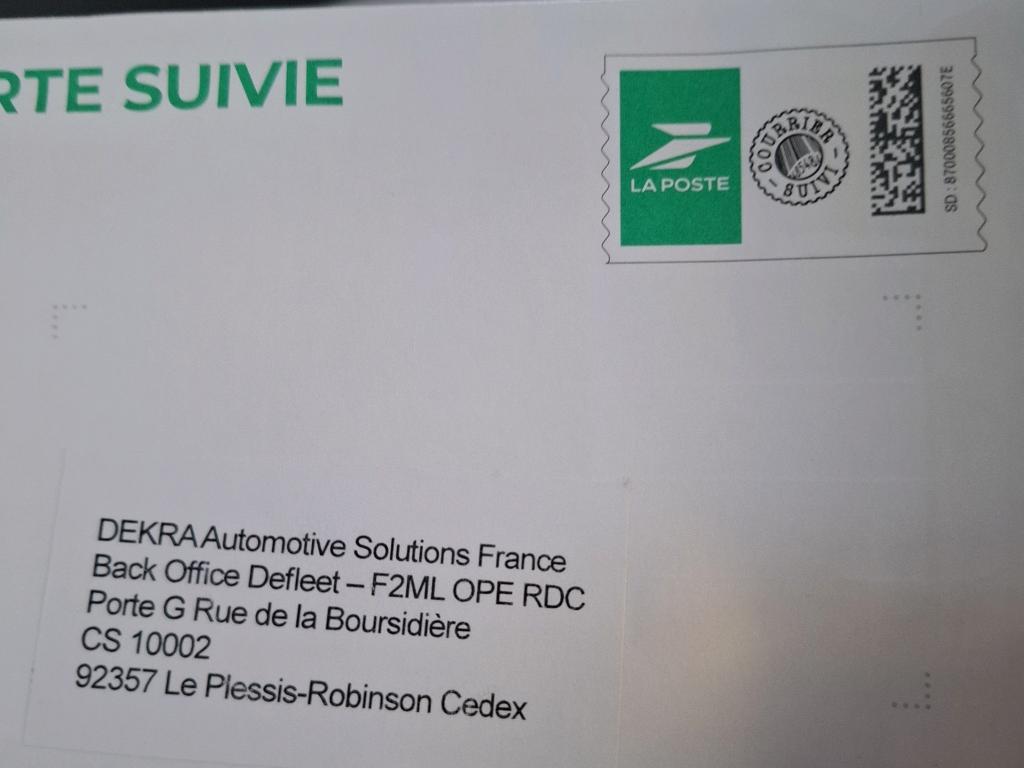 RTE SUIVIE
LA POSTE
COURRIER
SUIVI
SD : 87000856665607E
DEKRA Automotive Solutions France
Back Office Defleet – F2ML OPE RDC
Porte G Rue de la Boursidière
CS 10002
92357 Le Plessis-Robinson Cedex